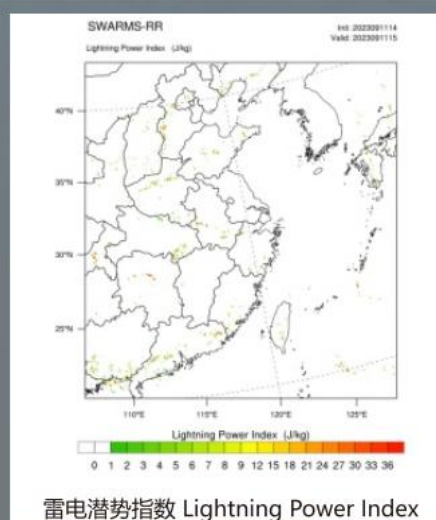 SWARMS-RR
Init: 2023091114
Valid: 2023091115
Lightning Power Index (J/kg)
40°N
35°N
30°N
25°N
110°E 115°E 120°E 125°E
Lightning Power Index (J/kg)
0 1 2 3 4 5 6 7 8 9 12 15 18 21 24 27 30 33 36
雷电潜势指数 Lightning Power Index